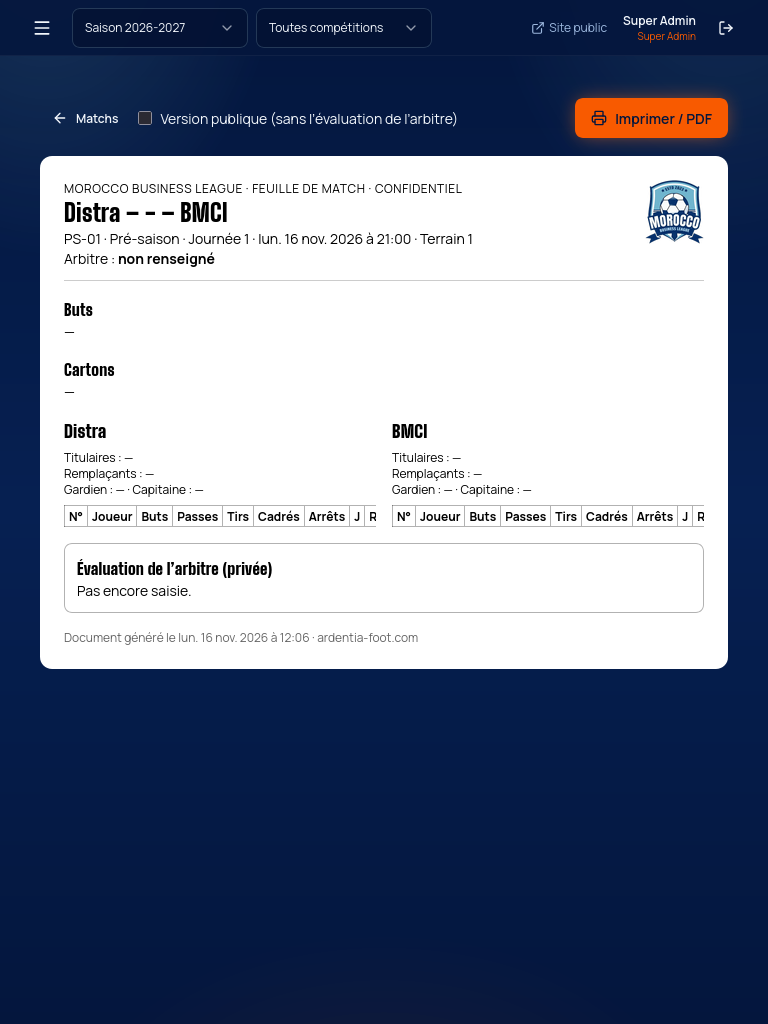 Saison 2026-2027
Toutes compétitions
Site public
Super Admin
Super Admin
Matchs
Version publique (sans l'évaluation de l'arbitre)
Imprimer / PDF
MOROCCO BUSINESS LEAGUE · FEUILLE DE MATCH · CONFIDENTIEL
Distra – - – BMCI
PS-01 · Pré-saison · Journée 1 · lun. 16 nov. 2026 à 21:00 · Terrain 1
Arbitre : non renseigné
MOROCCO
BUSINESS LEAGUE
Buts
—
Cartons
—
Distra
Titulaires : —
Remplaçants : —
Gardien : — · Capitaine : —
N° Joueur Buts Passes Tirs Cadrés Arrêts J R
BMCI
Titulaires : —
Remplaçants : —
Gardien : — · Capitaine : —
N° Joueur Buts Passes Tirs Cadrés Arrêts J R
Évaluation de l’arbitre (privée)
Pas encore saisie.
Document généré le lun. 16 nov. 2026 à 12:06 · ardentia-foot.com